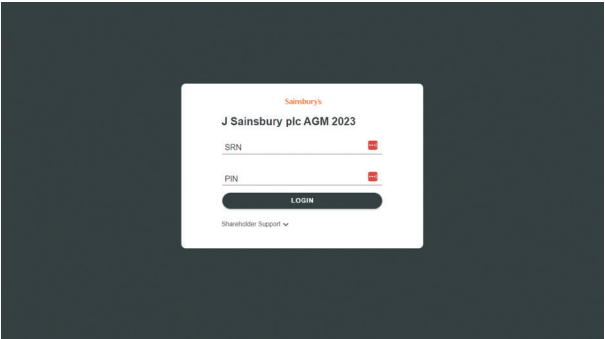 Sainsbury's
J Sainsbury plc AGM 2023
SRN
PIN
LOGIN
Shareholder Support